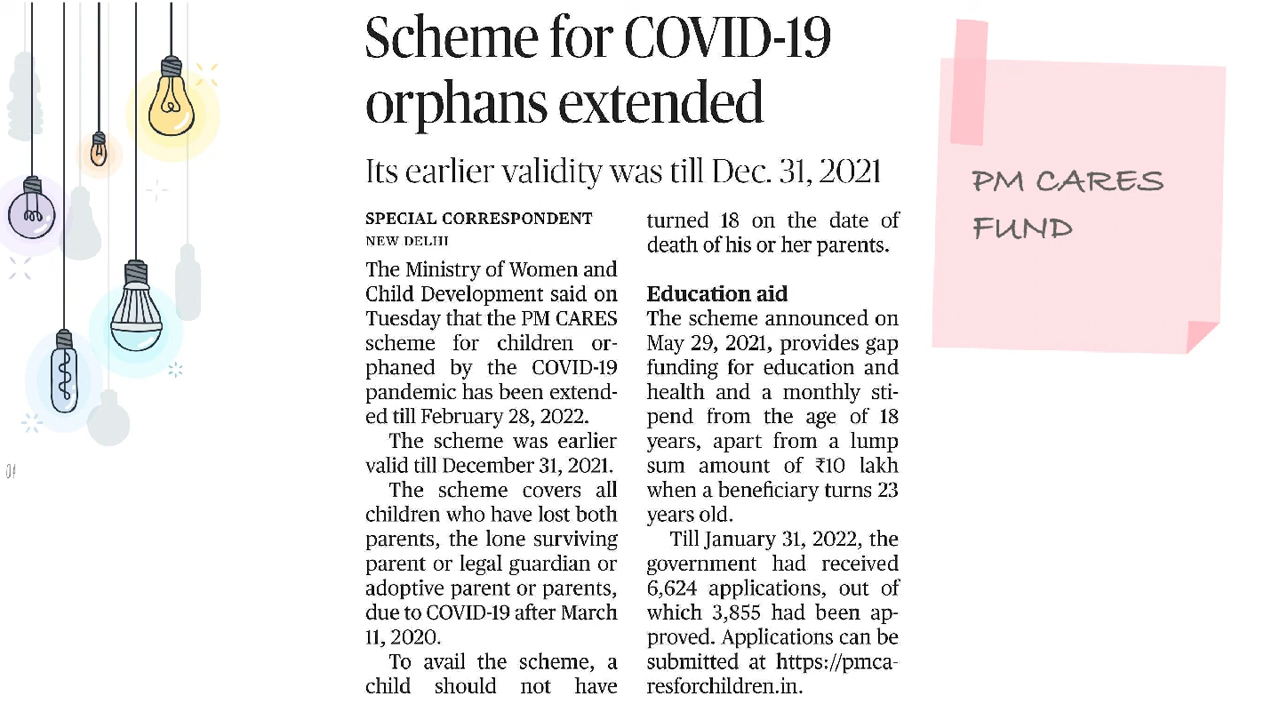 Scheme for COVID-19
orphans extended
Its earlier validity was till Dec. 31, 2021
SPECIAL CORRESPONDENT
NEW DELHI
The Ministry of Women and
Child Development said on
Tuesday that the PM CARES
scheme for children or-
phaned by the COVID-19
pandemic has been extend-
ed till February 28, 2022.
The scheme was earlier
valid till December 31, 2021.
The scheme covers all
children who have lost both
parents, the lone surviving
parent or legal guardian or
adoptive parent or parents,
due to COVID-19 after March
11, 2020.
To avail the scheme, a
child should not have
turned 18 on the date of
death of his or her parents.
Education aid
The scheme announced on
May 29, 2021, provides gap
funding for education and
health and a monthly sti-
pend from the age of 18
years, apart from a lump
sum amount of ₹10 lakh
when a beneficiary turns 23
years old.
Till January 31, 2022, the
government had received
6,624 applications, out of
which 3,855 had been ap-
proved. Applications can be
submitted at https://pmca-
resforchildren.in.
PM CARES
FUND